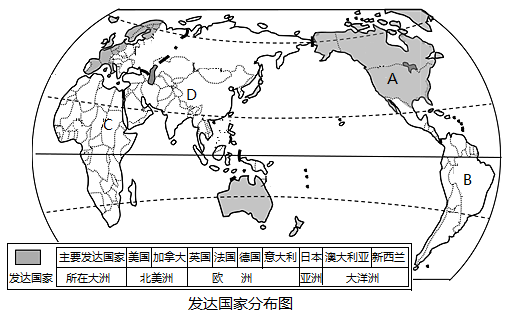 A
B
C
D
主要发达国家 美国 加拿大 英国 法国 德国 意大利 日本 澳大利亚 新西兰
发达国家 所在大洲 北美洲 欧 洲 亚洲 大洋洲
发达国家分布图